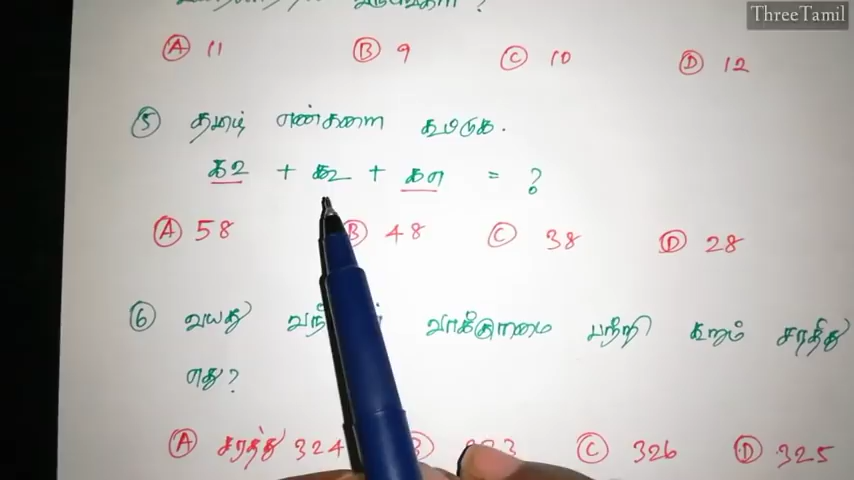 ThreeTamil
?
Ⓐ 11 Ⓑ 9 Ⓒ 10 Ⓓ 12
⑤ தமிழ் எண்களை கூட்டுக.
க௨ + கூ + க௭ = ?
Ⓐ 58 Ⓑ 48 Ⓒ 38 Ⓓ 28
⑥ வயது வாக்குரிமை பற்றி கூறும் சரத்து
எது?
Ⓐ சரத்து 324 Ⓒ 326 Ⓓ 325